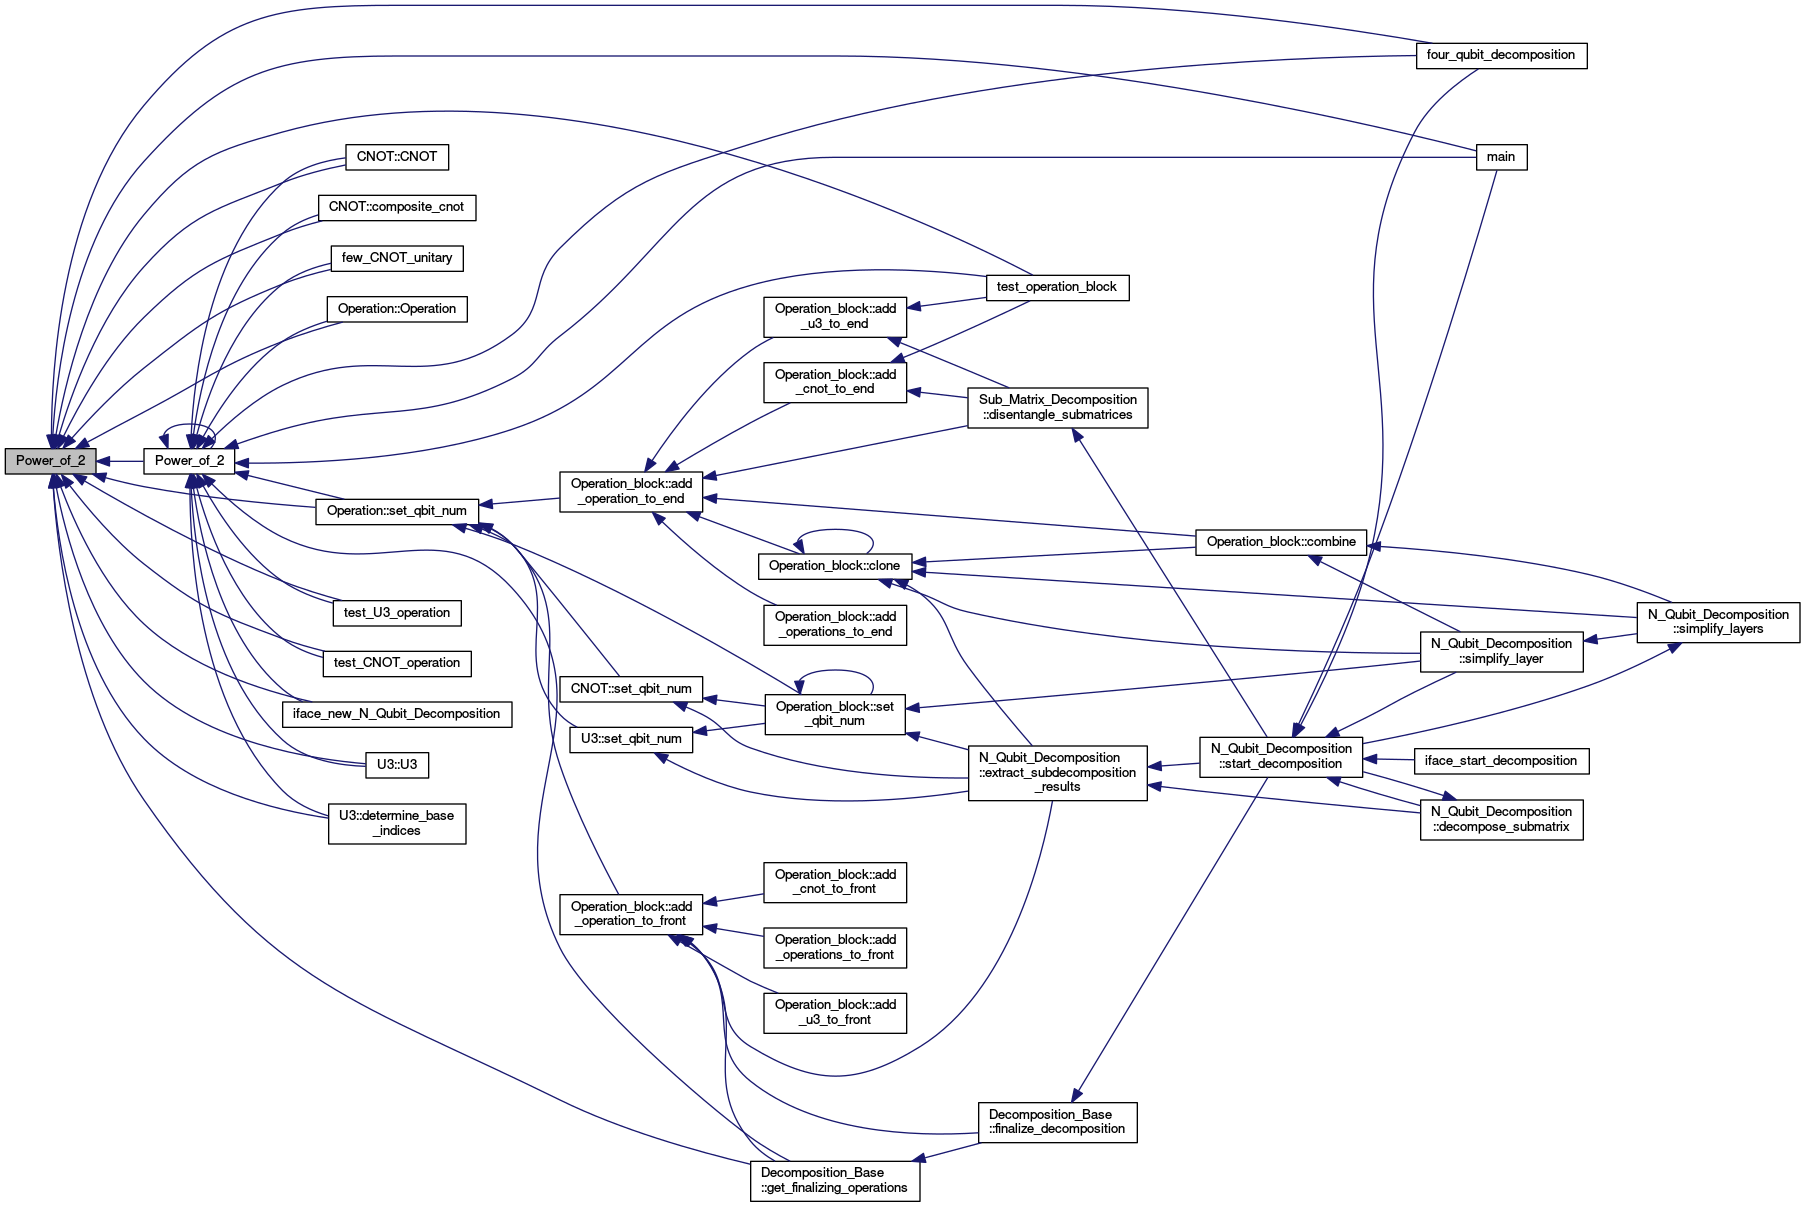 four_qubit_decomposition
main
CNOT::CNOT
CNOT::composite_cnot
few_CNOT_unitary
Operation::Operation
test_operation_block
Operation_block::add
_u3_to_end
Operation_block::add
_cnot_to_end
Sub_Matrix_Decomposition
::disentangle_submatrices
Power_of_2
Power_of_2
Operation::set_qbit_num
Operation_block::add
_operation_to_end
Operation_block::combine
Operation_block::clone
test_U3_operation
Operation_block::add
_operations_to_end
N_Qubit_Decomposition
::simplify_layers
N_Qubit_Decomposition
::simplify_layer
test_CNOT_operation
CNOT::set_qbit_num
iface_new_N_Qubit_Decomposition
Operation_block::set
_qbit_num
U3::set_qbit_num
U3::U3
N_Qubit_Decomposition
::extract_subdecomposition
_results
N_Qubit_Decomposition
::start_decomposition
iface_start_decomposition
U3::determine_base
_indices
N_Qubit_Decomposition
::decompose_submatrix
Operation_block::add
_cnot_to_front
Operation_block::add
_operation_to_front
Operation_block::add
_operations_to_front
Operation_block::add
_u3_to_front
Decomposition_Base
::finalize_decomposition
Decomposition_Base
::get_finalizing_operations